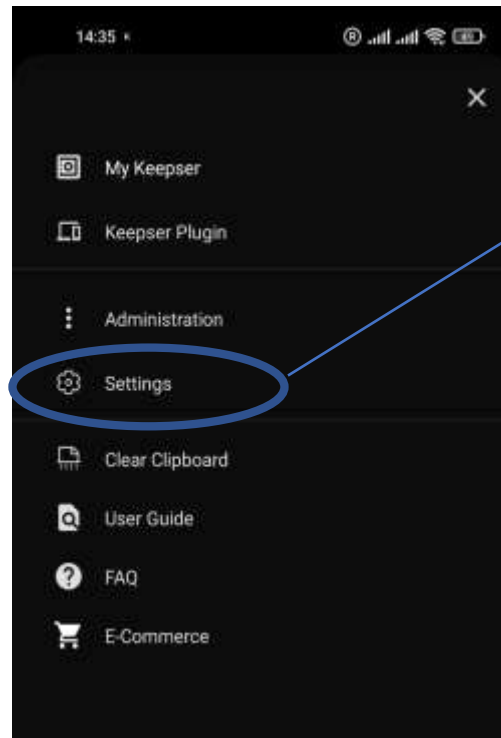 14:35
My Keepser
Keepser Plugin
Administration
Settings
Clear Clipboard
User Guide
FAQ
E-Commerce